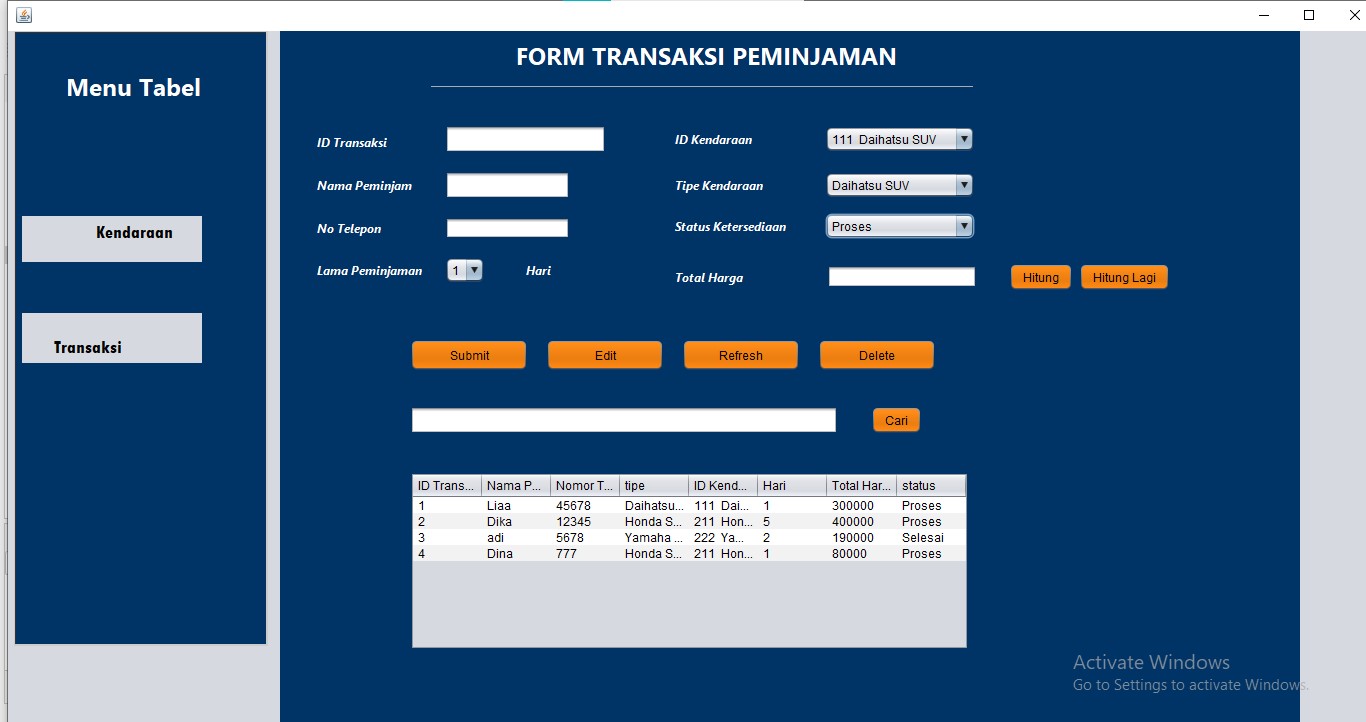 FORM TRANSAKSI PEMINJAMAN
Menu Tabel
Kendaraan
Transaksi
ID Transaksi
ID Kendaraan 111 Daihatsu SUV
Nama Peminjam
Tipe Kendaraan Daihatsu SUV
No Telepon
Status Ketersediaan Proses
Lama Peminjaman 1 Hari
Total Harga Hitung Hitung Lagi
Submit Edit Refresh Delete
Cari
ID Trans... Nama P... Nomor T... tipe ID Kend... Hari Total Har... status
1 Liaa 45678 Daihatsu... 111 Dai... 1 300000 Proses
2 Dika 12345 Honda S... 211 Hon... 5 400000 Proses
3 adi 5678 Yamaha ... 222 Ya... 2 190000 Selesai
4 Dina 777 Honda S... 211 Hon... 1 80000 Proses
Activate Windows
Go to Settings to activate Windows.